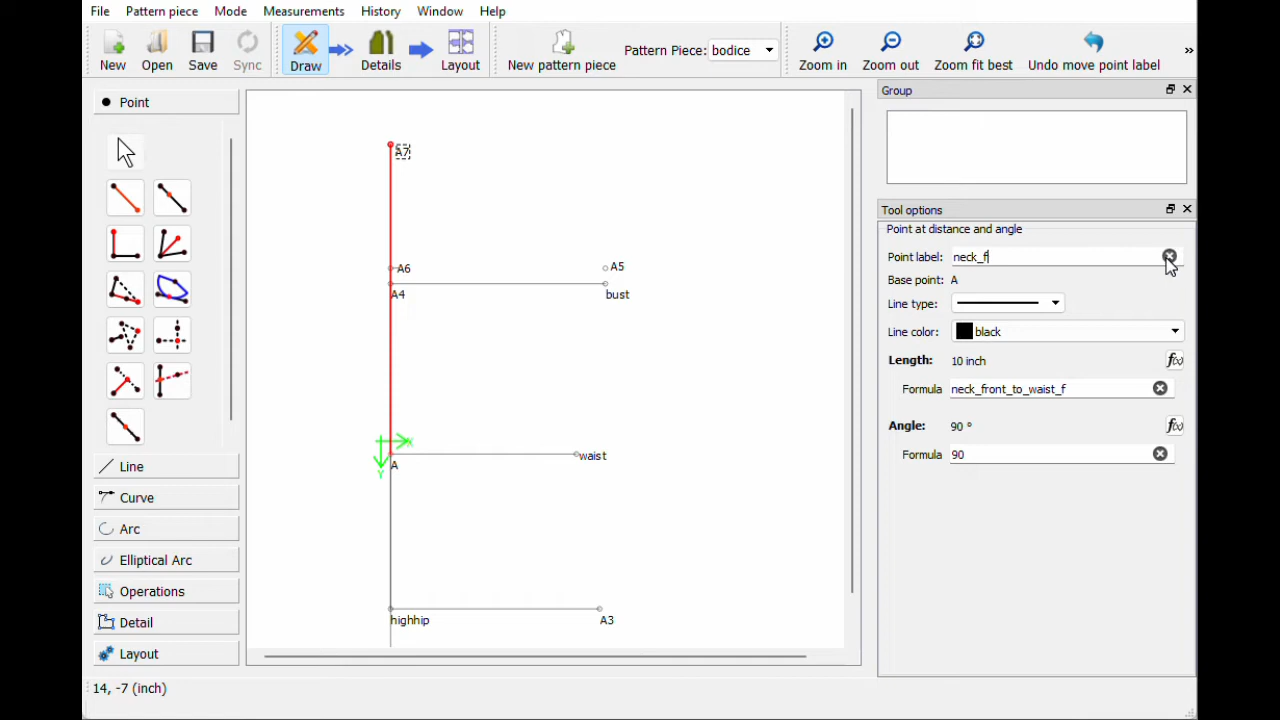 File Pattern piece Mode Measurements History Window Help
New Open Save Sync Draw Details Layout New pattern piece Pattern Piece: bodice Zoom in Zoom out Zoom fit best Undo move point label »
Point
Line
Curve
Arc
Elliptical Arc
Operations
Detail
Layout
A7
A6
A5
A4
bust
X
Y
A
waist
highhip
A3
Group
Tool options
Point at distance and angle
Point label: neck_f
Base point: A
Line type:
Line color: black
Length: 10 inch f(x)
Formula neck_front_to_waist_f
Angle: 90 ° f(x)
Formula 90
14, -7 (inch)